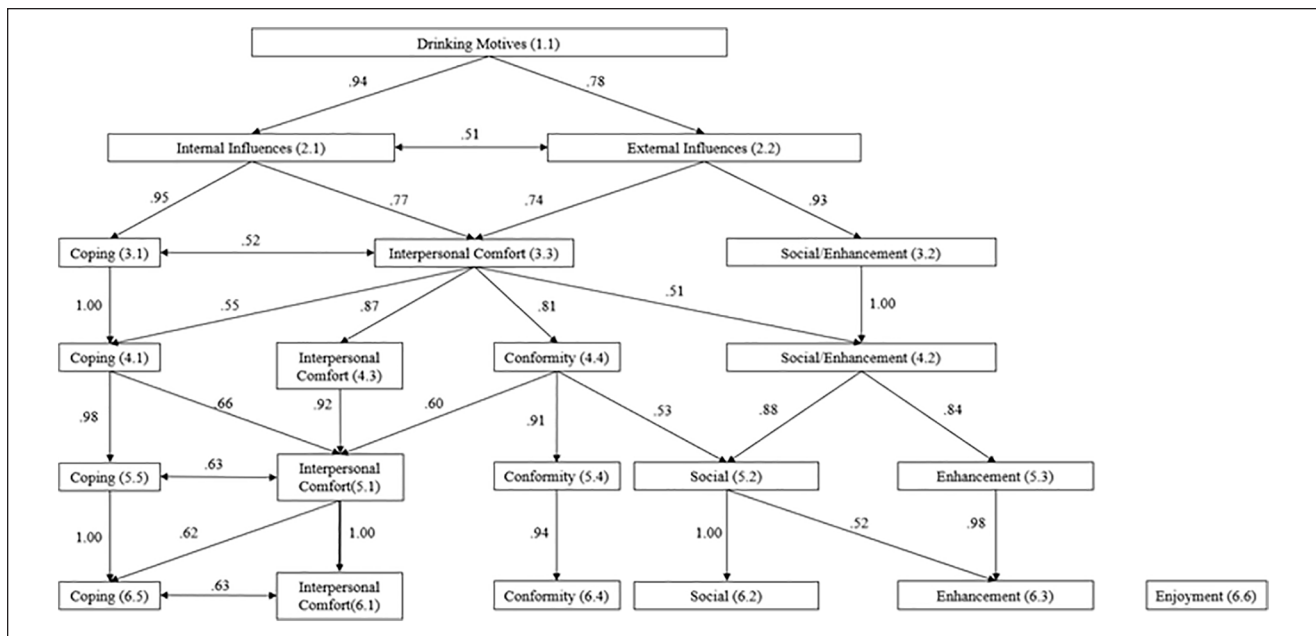 Drinking Motives (1.1)
.94
.78
Internal Influences (2.1)
.51
External Influences (2.2)
.95
.77
.74
.93
Coping (3.1)
.52
Interpersonal Comfort (3.3)
Social/Enhancement (3.2)
1.00
.55
.87
.81
.51
1.00
Coping (4.1)
Interpersonal
Comfort (4.3)
Conformity (4.4)
Social/Enhancement (4.2)
.98
.66
.92
.60
.91
.53
.88
.84
Coping (5.5)
.63
Interpersonal
Comfort(5.1)
Conformity (5.4)
Social (5.2)
Enhancement (5.3)
1.00
.62
1.00
.94
1.00
.52
.98
Coping (6.5)
.63
Interpersonal
Comfort(6.1)
Conformity (6.4)
Social (6.2)
Enhancement (6.3)
Enjoyment (6.6)